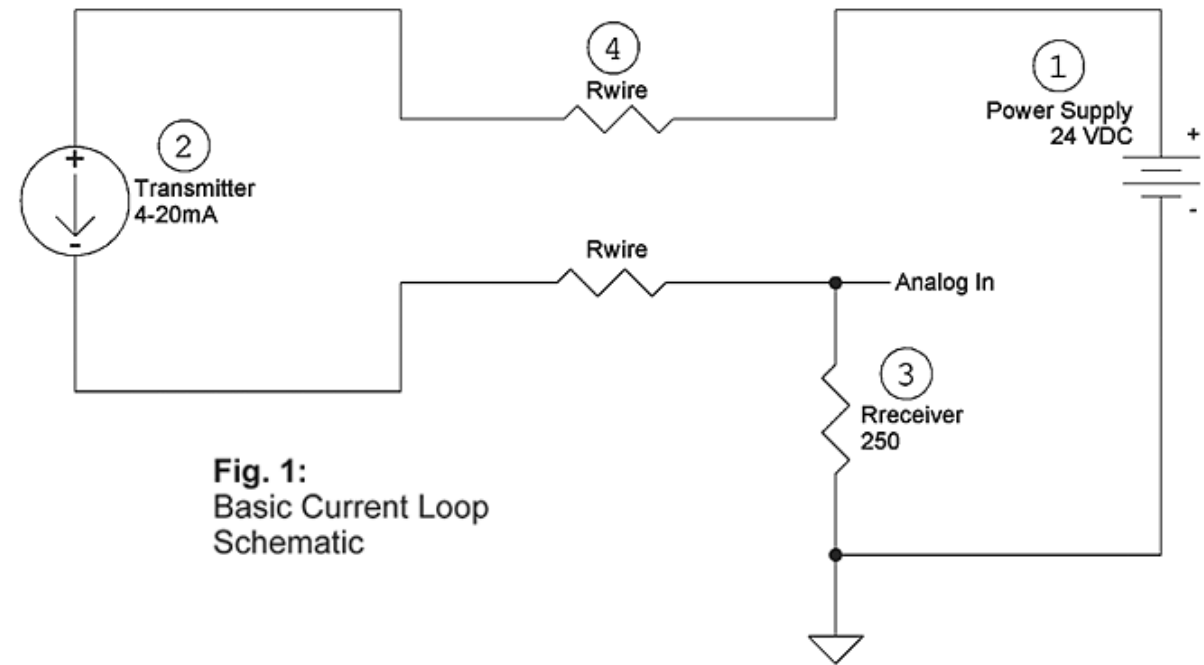 4
Rwire
1
Power Supply
24 VDC
+
-
2
+
Transmitter
4-20mA
-
Rwire
Analog In
3
Rreceiver
250
Fig. 1:
Basic Current Loop
Schematic